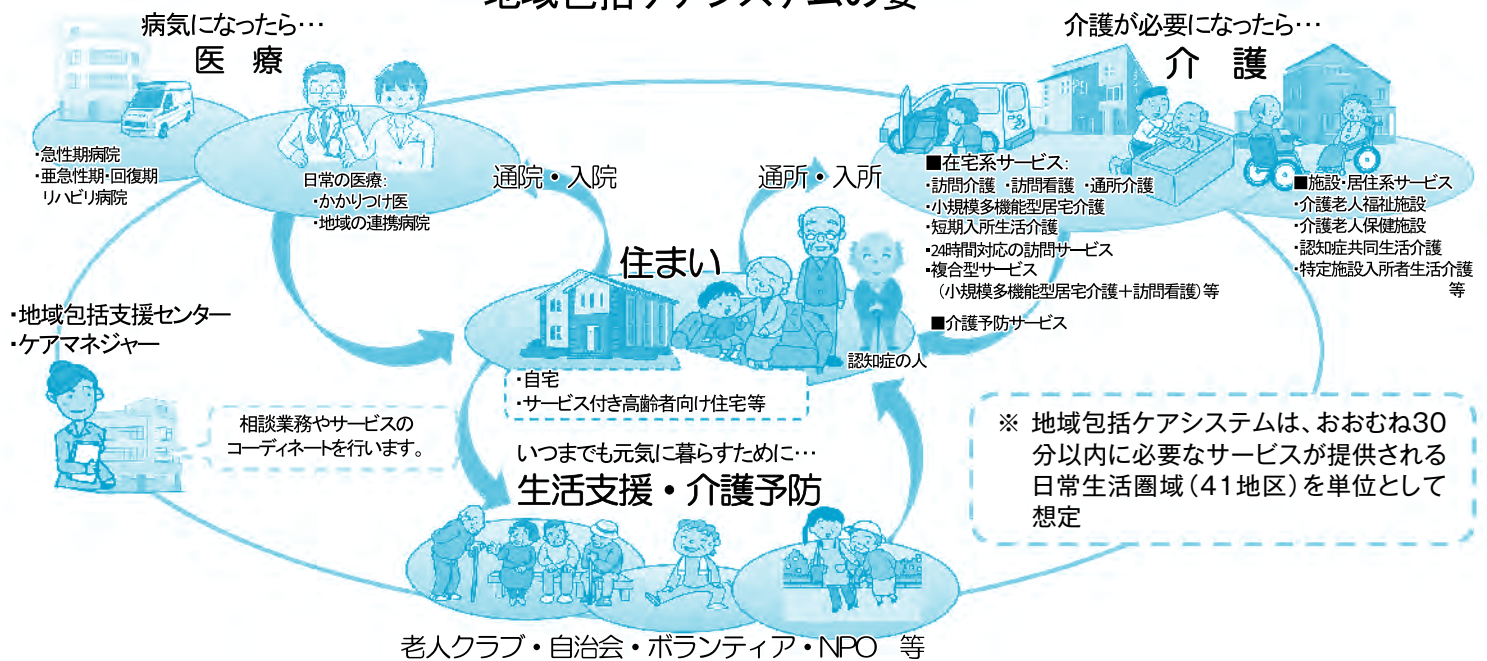 地域包括ケアシステムの姿
病気になったら…
医 療
・急性期病院
・亜急性期・回復期
リハビリ病院
日常の医療：
・かかりつけ医
・地域の連携病院
通院・入院
通所・入所
介護が必要になったら…
介 護
■在宅系サービス：
・訪問介護 ・訪問看護 ・通所介護
・小規模多機能型居宅介護
・短期入所生活介護
・24時間対応の訪問サービス
・複合型サービス
（小規模多機能型居宅介護＋訪問看護）等
■介護予防サービス
■施設・居住系サービス
・介護老人福祉施設
・介護老人保健施設
・認知症共同生活介護
・特定施設入所者生活介護
等
住まい
認知症の人
・自宅
・サービス付き高齢者向け住宅等
・地域包括支援センター
・ケアマネジャー
相談業務やサービスの
コーディネートを行います。
いつまでも元気に暮らすために…
生活支援・介護予防
老人クラブ・自治会・ボランティア・NPO 等
※ 地域包括ケアシステムは、おおむね30
分以内に必要なサービスが提供される
日常生活圏域（41地区）を単位として
想定